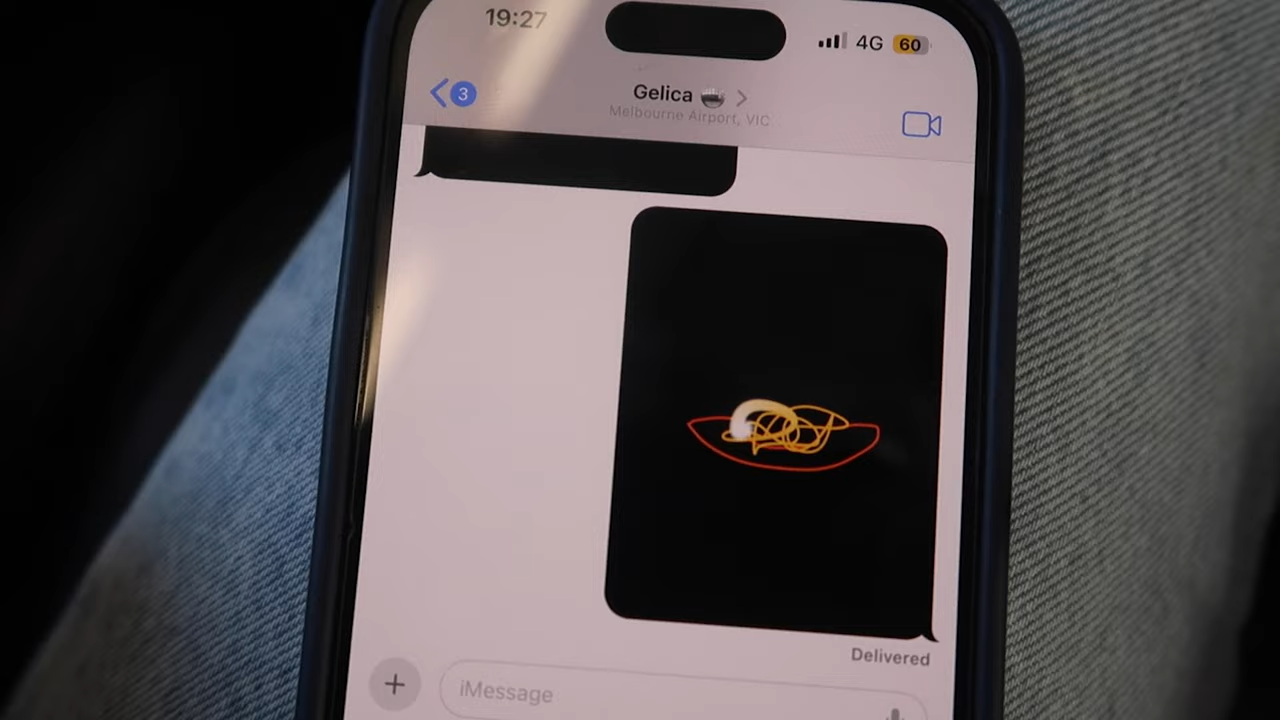 19:27
4G 60
3
Gelica
Melbourne Airport, VIC
Delivered
iMessage